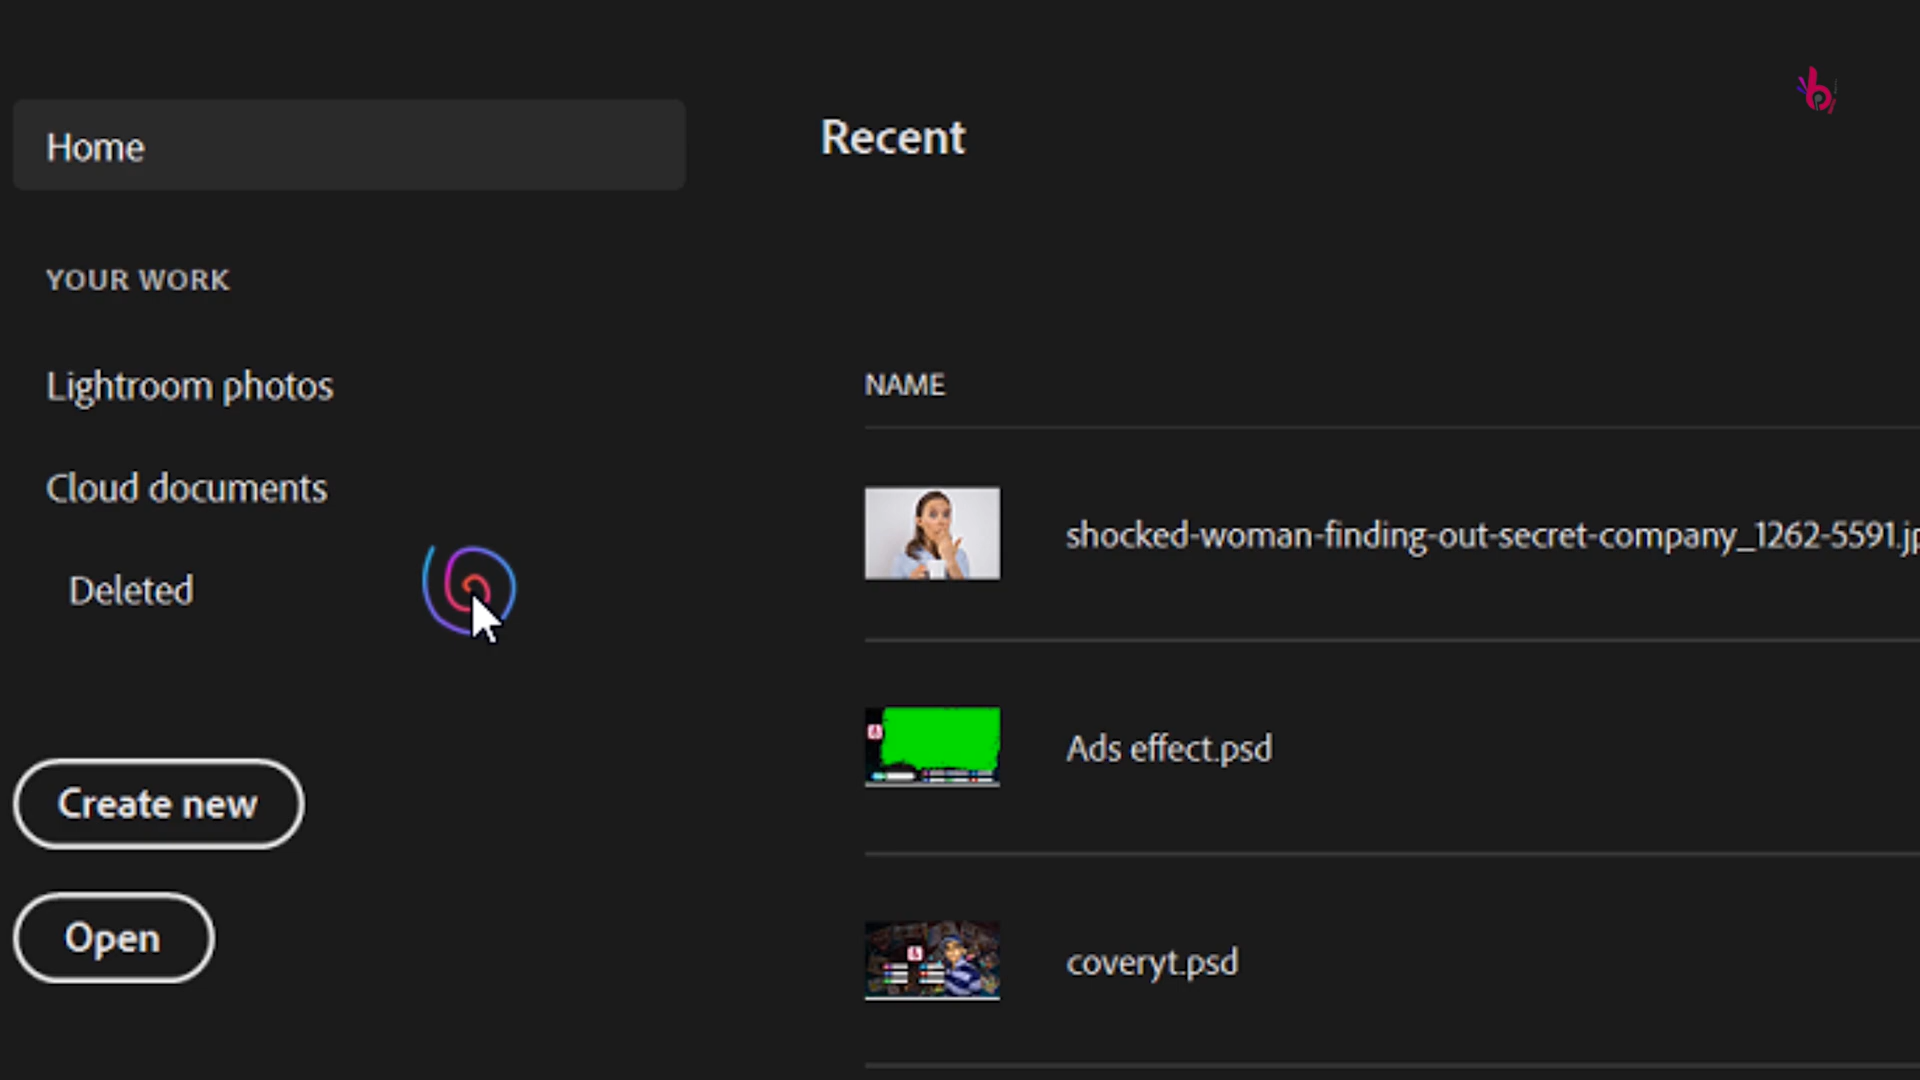 Home
YOUR WORK
Lightroom photos
Cloud documents
Deleted
Create new
Open
Recent
NAME
shocked-woman-finding-out-secret-company_1262-5591.jp
Ads effect.psd
coveryt.psd